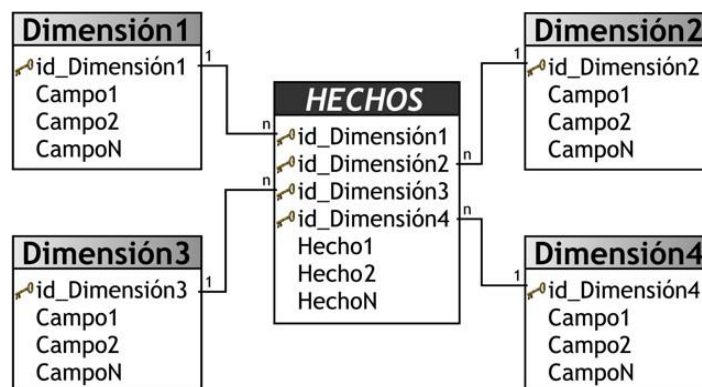 Dimensión1
id_Dimensión1
Campo1
Campo2
CampoN
1
n
HECHOS
id_Dimensión1
id_Dimensión2
id_Dimensión3
id_Dimensión4
Hecho1
Hecho2
HechoN
n
n
n
Dimensión2
1
id_Dimensión2
Campo1
Campo2
CampoN
Dimensión3
id_Dimensión3
1
Campo1
Campo2
CampoN
Dimensión4
1
id_Dimensión4
Campo1
Campo2
CampoN